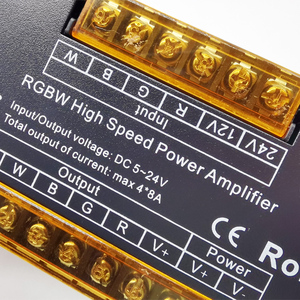 W B G R 12V 24V
Input
RGBW High Speed Power Amplifier
Input/Output voltage: DC 5~24V
Total output of current: max 4*8A
CE Ro
Output Power
W B G R V+ V+ V-